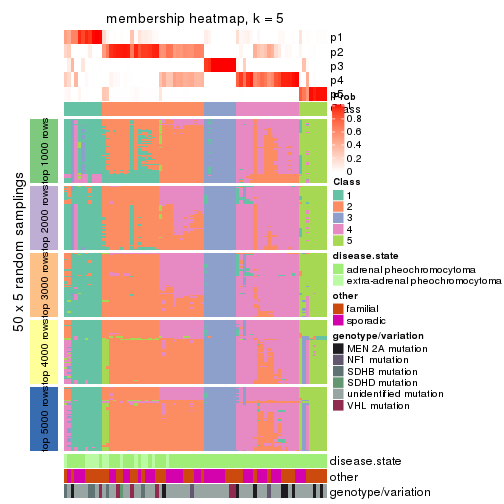 membership heatmap, k = 5
p1
p2
p3
p4
p5
Prob
1
0.8
0.6
0.4
0.2
0
Class
Class
1
2
3
4
5
disease.state
adrenal pheochromocytoma
extra-adrenal pheochromocytoma
other
familial
sporadic
genotype/variation
MEN 2A mutation
NF1 mutation
SDHB mutation
SDHD mutation
unidentified mutation
VHL mutation
50 x 5 random samplings
top 1000 rows
top 2000 rows
top 3000 rows
top 4000 rows
top 5000 rows
disease.state
other
genotype/variation